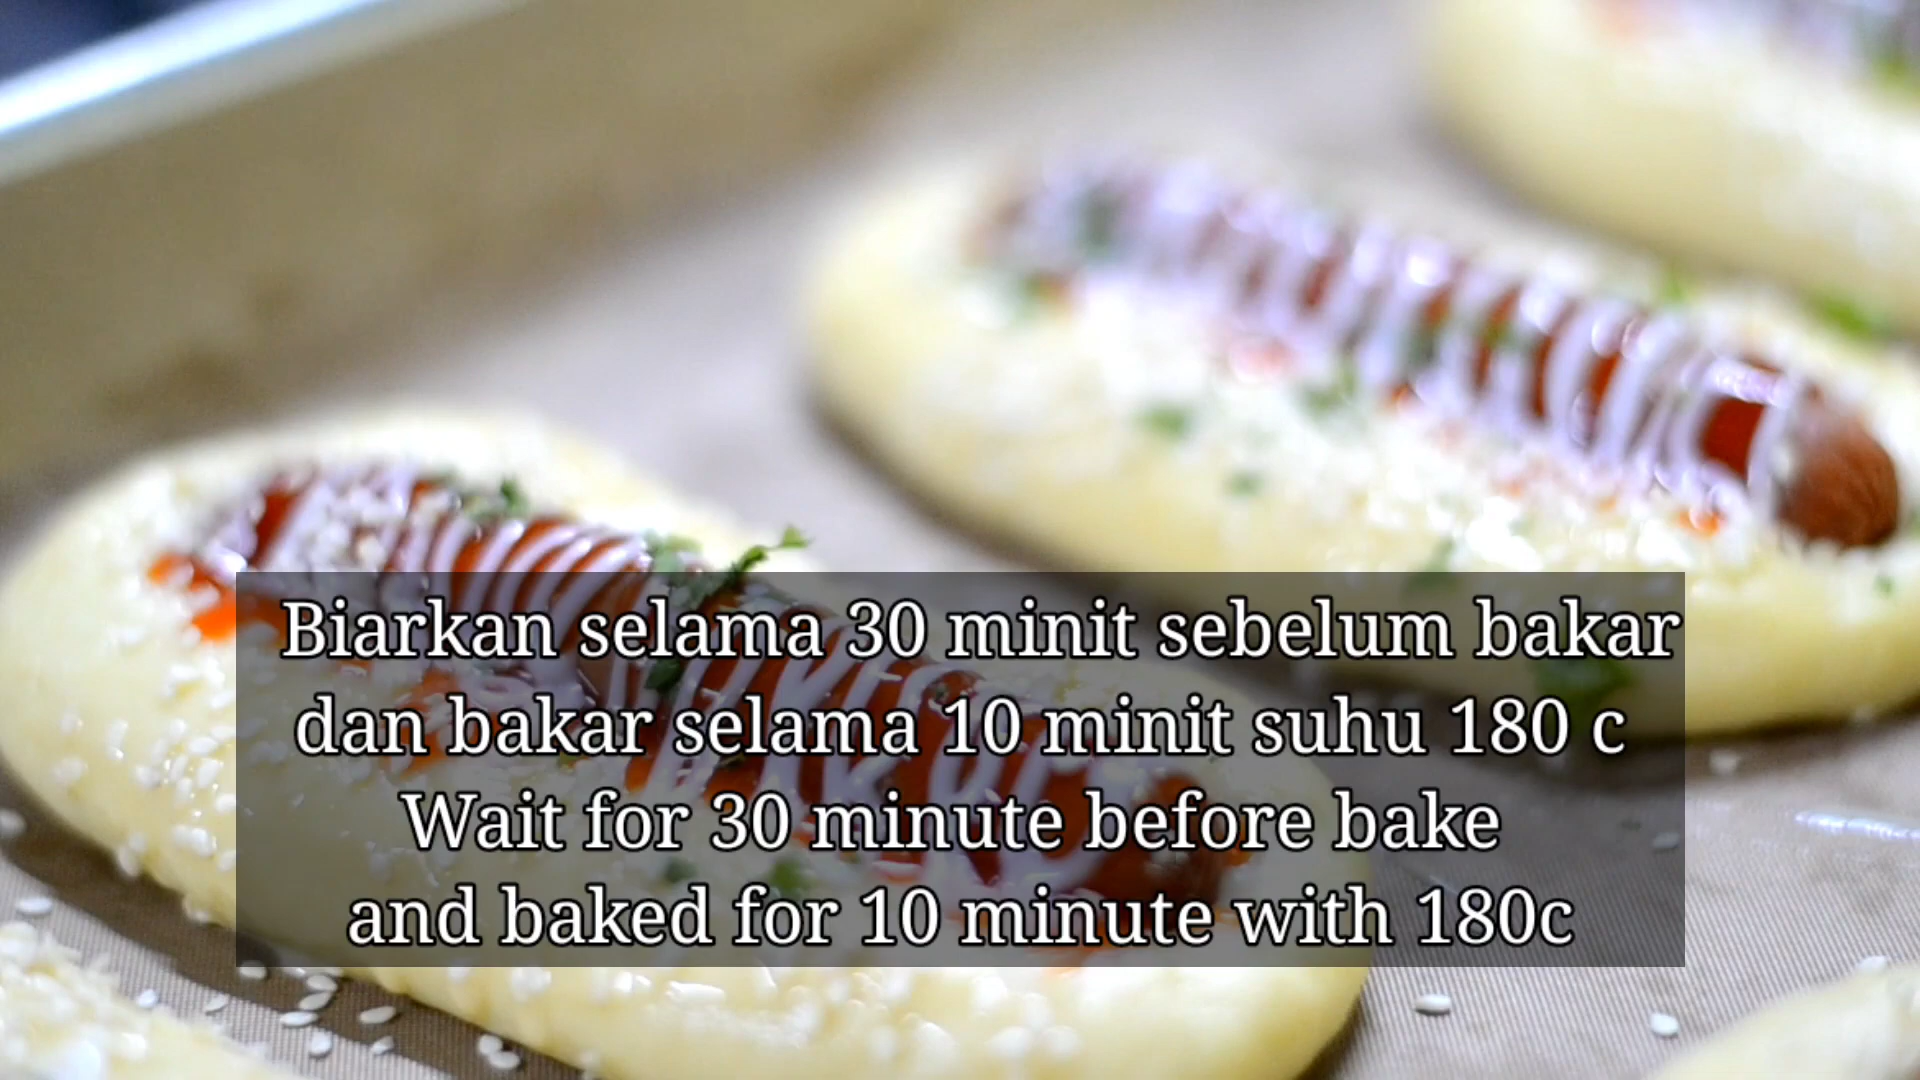 Biarkan selama 30 minit sebelum bakar
dan bakar selama 10 minit suhu 180 c
Wait for 30 minute before bake
and baked for 10 minute with 180c